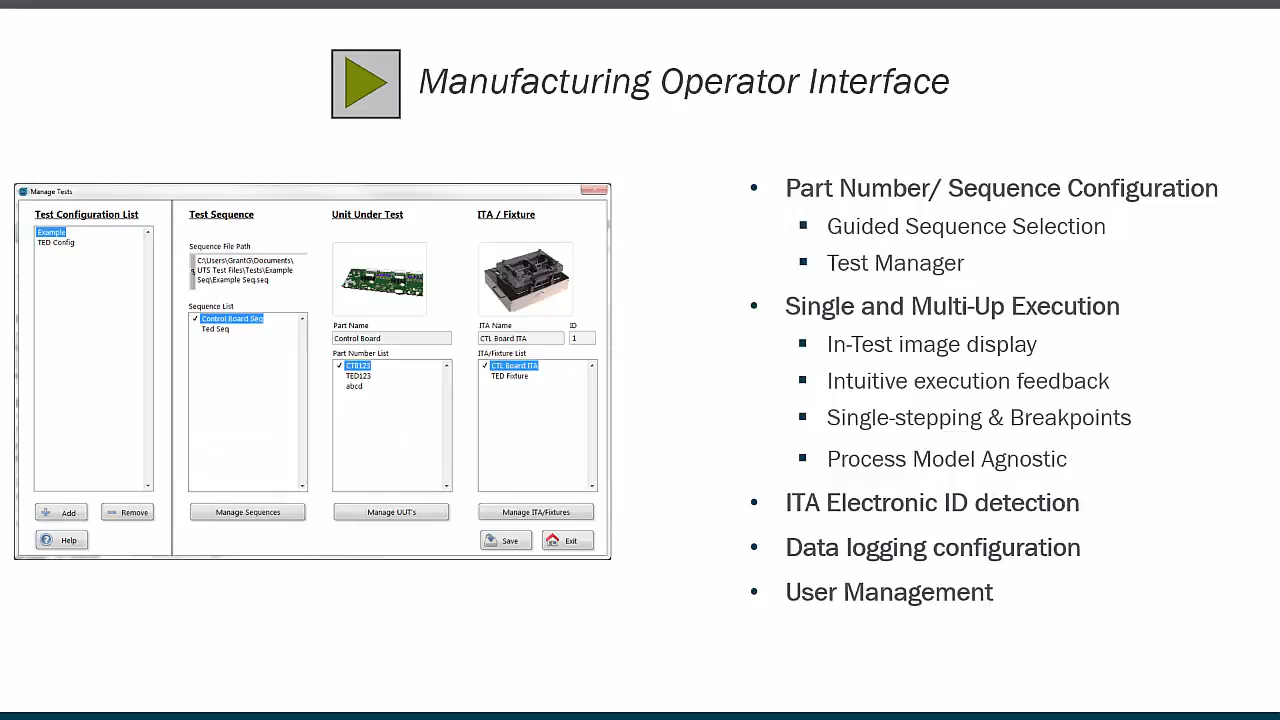 Manufacturing Operator Interface
Manage Tests
Test Configuration List
Example
TED Config
Add
Remove
Help
Test Sequence
Sequence File Path
C:\Users\GrantG\Documents\
UTS Test Files\Tests\Example
Seq\Example Seq.seq
Sequence List
✓ Control Board Seq
Ted Seq
Manage Sequences
Unit Under Test
Part Name
Control Board
Part Number List
✓ CTB123
TED123
abcd
Manage UUT's
ITA / Fixture
ITA Name
ID
CTL Board ITA
1
ITA/Fixture List
✓ CTL Board ITA
TED Fixture
Manage ITA/Fixtures
Save
Exit
• Part Number/ Sequence Configuration
▪ Guided Sequence Selection
▪ Test Manager
• Single and Multi-Up Execution
▪ In-Test image display
▪ Intuitive execution feedback
▪ Single-stepping & Breakpoints
▪ Process Model Agnostic
• ITA Electronic ID detection
• Data logging configuration
• User Management